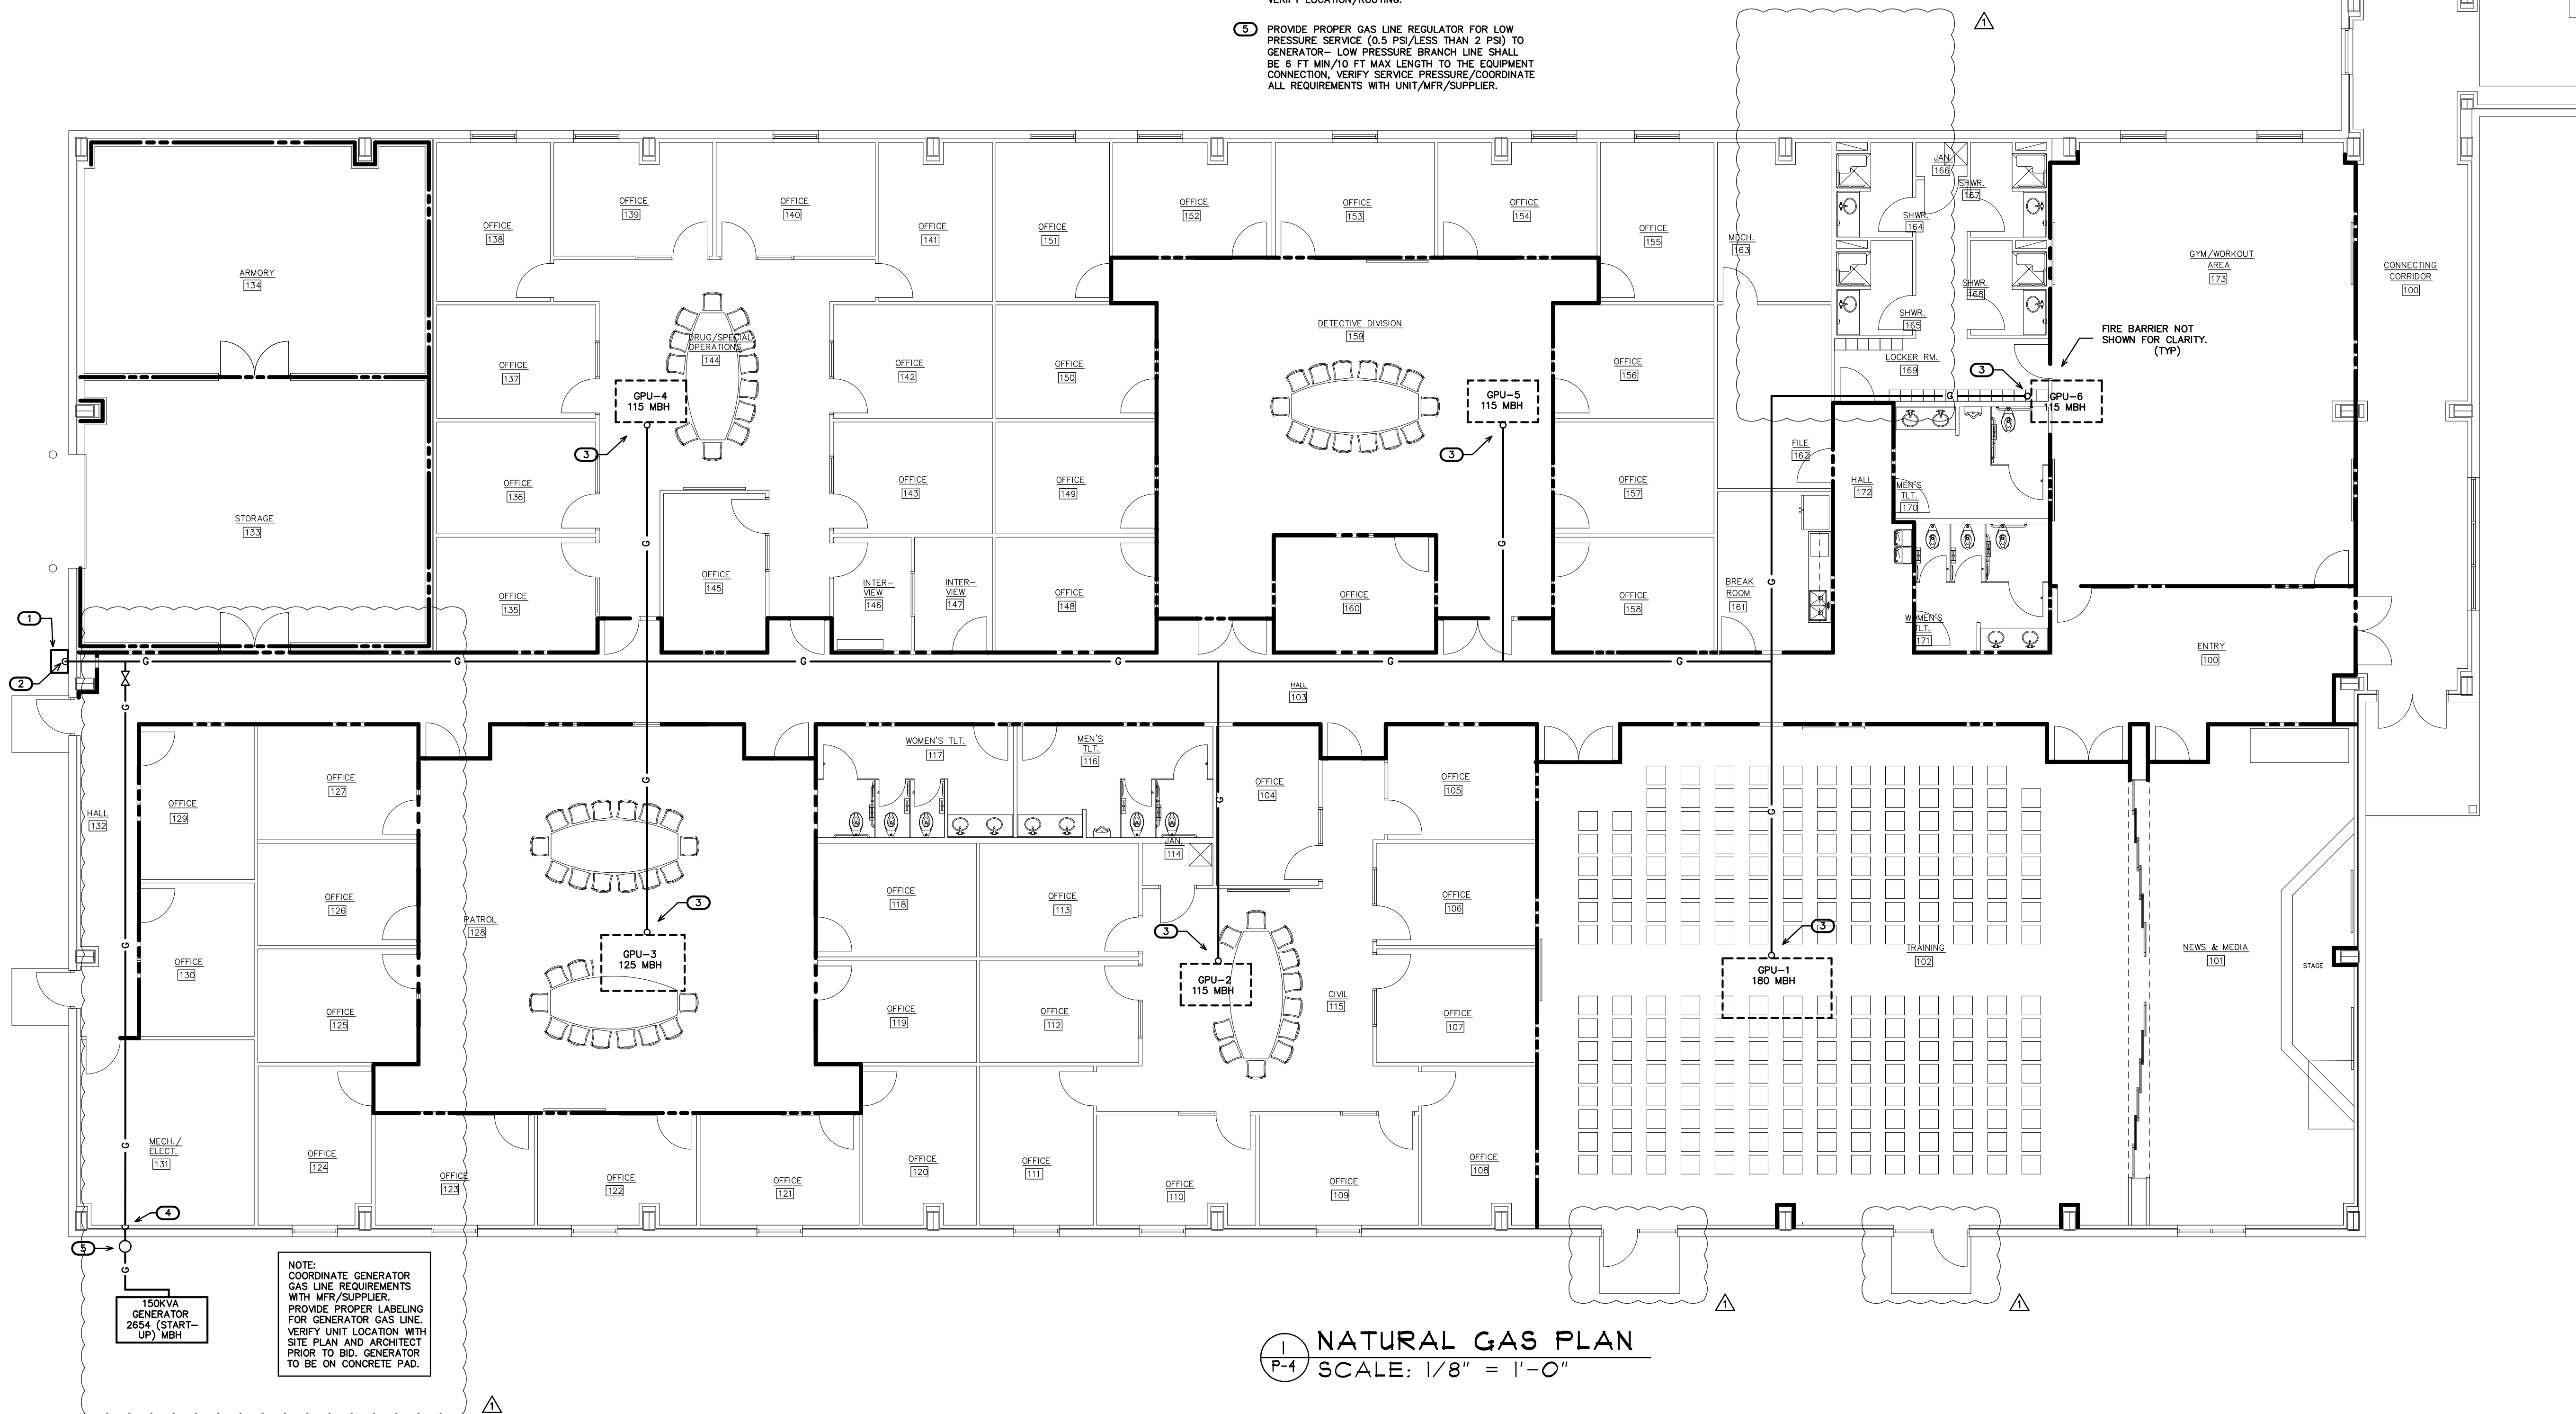 VERIFY LOCATION/ROUTING.
5 PROVIDE PROPER GAS LINE REGULATOR FOR LOW
PRESSURE SERVICE (0.5 PSI/LESS THAN 2 PSI) TO
GENERATOR– LOW PRESSURE BRANCH LINE SHALL
BE 6 FT MIN/10 FT MAX LENGTH TO THE EQUIPMENT
CONNECTION, VERIFY SERVICE PRESSURE/COORDINATE
ALL REQUIREMENTS WITH UNIT/MFR/SUPPLIER.
1
ARMORY
134
OFFICE
138
OFFICE
139
OFFICE
140
OFFICE
141
OFFICE
151
OFFICE
152
OFFICE
153
OFFICE
154
OFFICE
155
MECH.
163
JAN.
166
SHWR.
167
SHWR.
164
SHWR.
168
SHWR.
165
LOCKER RM.
169
GYM/WORKOUT
AREA
173
CONNECTING
CORRIDOR
100
FIRE BARRIER NOT
SHOWN FOR CLARITY.
(TYP)
OFFICE
137
DRUG/SPECIAL
OPERATIONS
144
OFFICE
142
OFFICE
150
DETECTIVE DIVISION
159
OFFICE
156
GPU–4
115 MBH
3
GPU–5
115 MBH
3
GPU–6
115 MBH
3
G
STORAGE
133
OFFICE
136
OFFICE
143
OFFICE
149
OFFICE
157
FILE
162
HALL
172
MEN'S
TLT.
170
G
G
G
OFFICE
135
OFFICE
145
INTER–
VIEW
146
INTER–
VIEW
147
OFFICE
148
OFFICE
160
OFFICE
158
BREAK
ROOM
161
WOMEN'S
TLT.
171
ENTRY
100
1
2
G
G
G
G
G
G
HALL
103
G
HALL
132
OFFICE
129
OFFICE
127
WOMEN'S TLT.
117
MEN'S
TLT.
116
OFFICE
104
OFFICE
105
G
G
G
JAN.
114
OFFICE
126
PATROL
128
3
OFFICE
118
OFFICE
113
OFFICE
106
3
3
G
OFFICE
130
GPU–3
125 MBH
GPU–2
115 MBH
CIVIL
115
GPU–1
180 MBH
TRAINING
102
NEWS & MEDIA
101
STAGE
OFFICE
125
OFFICE
119
OFFICE
112
OFFICE
107
MECH./
ELECT.
131
G
OFFICE
124
OFFICE
123
OFFICE
122
OFFICE
121
OFFICE
120
OFFICE
111
OFFICE
110
OFFICE
109
OFFICE
108
4
5
G
150KVA
GENERATOR
2654 (START–
UP) MBH
NOTE:
COORDINATE GENERATOR
GAS LINE REQUIREMENTS
WITH MFR/SUPPLIER.
PROVIDE PROPER LABELING
FOR GENERATOR GAS LINE.
VERIFY UNIT LOCATION WITH
SITE PLAN AND ARCHITECT
PRIOR TO BID. GENERATOR
TO BE ON CONCRETE PAD.
1
1
1
P-4
NATURAL GAS PLAN
SCALE: 1/8" = 1'-0"
1